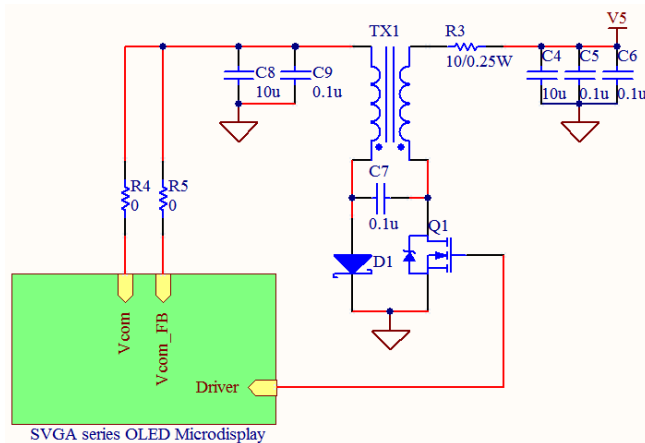 TX1
R3
10/0.25W
V5
C8
10u
C9
0.1u
C4
10u
C5
0.1u
C6
0.1u
R4
0
R5
0
C7
0.1u
Q1
D1
Vcom
Vcom_FB
Driver
SVGA series OLED Microdisplay